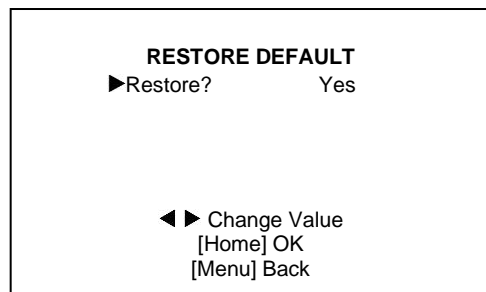 RESTORE DEFAULT
▶Restore? Yes
◀ ▶ Change Value
[Home] OK
[Menu] Back